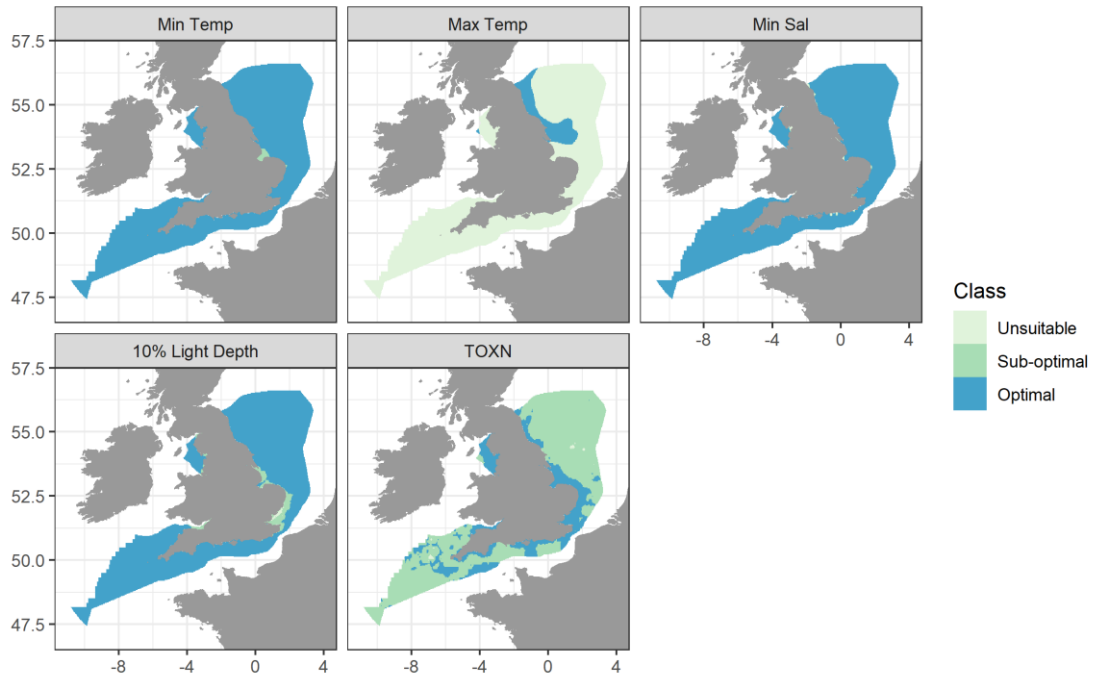 Min Temp
Max Temp
Min Sal
57.5
55.0
52.5
50.0
47.5
-8
-4
0
4
Class
Unsuitable
Sub-optimal
Optimal
10% Light Depth
TOXN
57.5
55.0
52.5
50.0
47.5
-8
-4
0
4
-8
-4
0
4